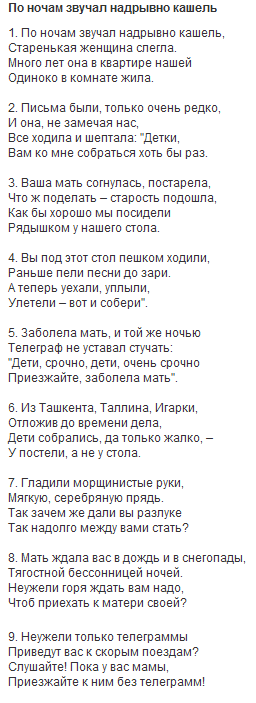 По ночам звучал надрывно кашель
1. По ночам звучал надрывно кашель,
Старенькая женщина слегла.
Много лет она в квартире нашей
Одиноко в комнате жила.
2. Письма были, только очень редко,
И она, не замечая нас,
Все ходила и шептала: "Детки,
Вам ко мне собраться хоть бы раз.
3. Ваша мать согнулась, постарела,
Что ж поделать – старость подошла,
Как бы хорошо мы посидели
Рядышком у нашего стола.
4. Вы под этот стол пешком ходили,
Раньше пели песни до зари.
А теперь уехали, уплыли,
Улетели – вот и собери".
5. Заболела мать, и той же ночью
Телеграф не уставал стучать:
"Дети, срочно, дети, очень срочно
Приезжайте, заболела мать".
6. Из Ташкента, Таллина, Игарки,
Отложив до времени дела,
Дети собрались, да только жалко, –
У постели, а не у стола.
7. Гладили морщинистые руки,
Мягкую, серебряную прядь.
Так зачем же дали вы разлуке
Так надолго между вами стать?
8. Мать ждала вас в дождь и в снегопады,
Тягостной бессонницей ночей.
Неужели горя ждать вам надо,
Чтоб приехать к матери своей?
9. Неужели только телеграммы
Приведут вас к скорым поездам?
Слушайте! Пока у вас мамы,
Приезжайте к ним без телеграмм!